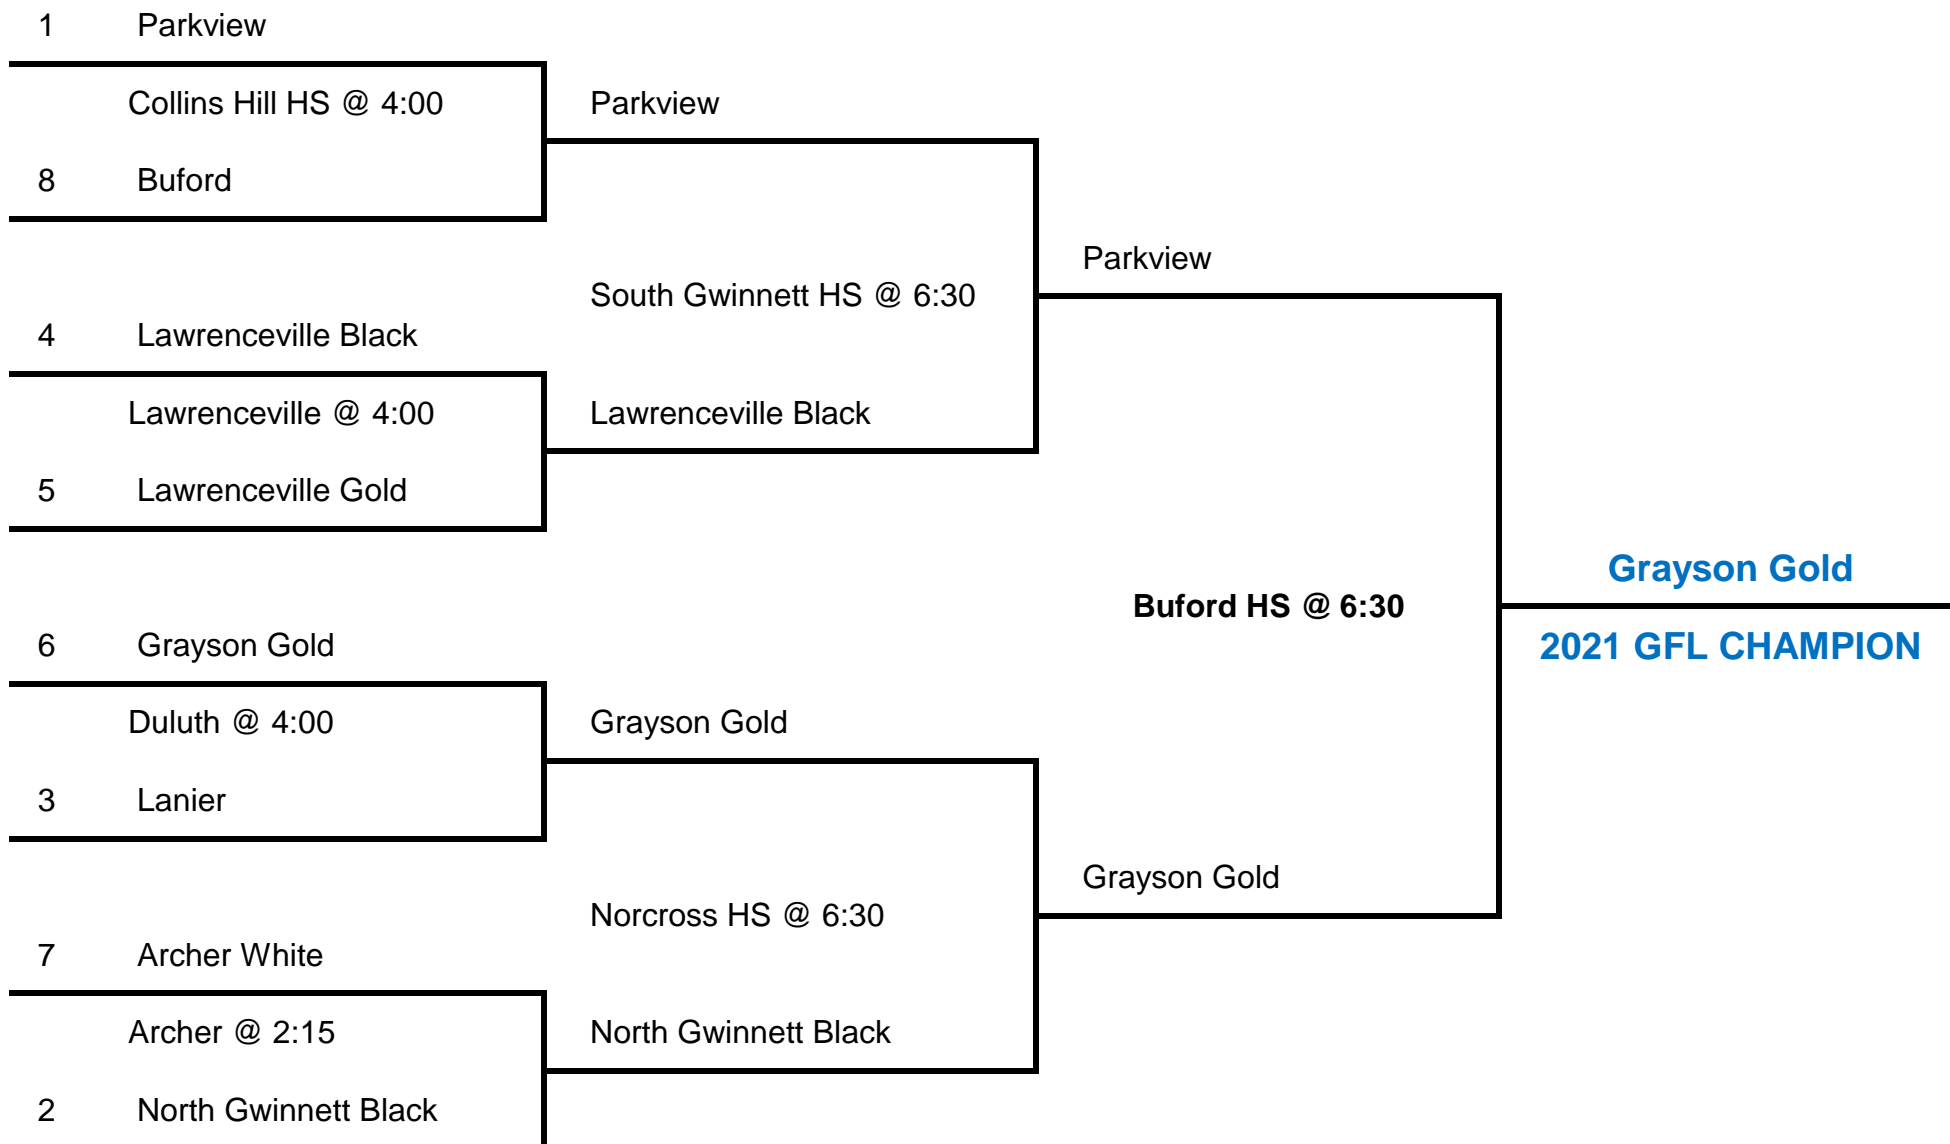 1 Parkview
Collins Hill HS @ 4:00 Parkview
8 Buford
Parkview
South Gwinnett HS @ 6:30
4 Lawrenceville Black
Lawrenceville @ 4:00 Lawrenceville Black
5 Lawrenceville Gold
Grayson Gold
Buford HS @ 6:30
6 Grayson Gold
2021 GFL CHAMPION
Duluth @ 4:00 Grayson Gold
3 Lanier
Grayson Gold
Norcross HS @ 6:30
7 Archer White
Archer @ 2:15 North Gwinnett Black
2 North Gwinnett Black